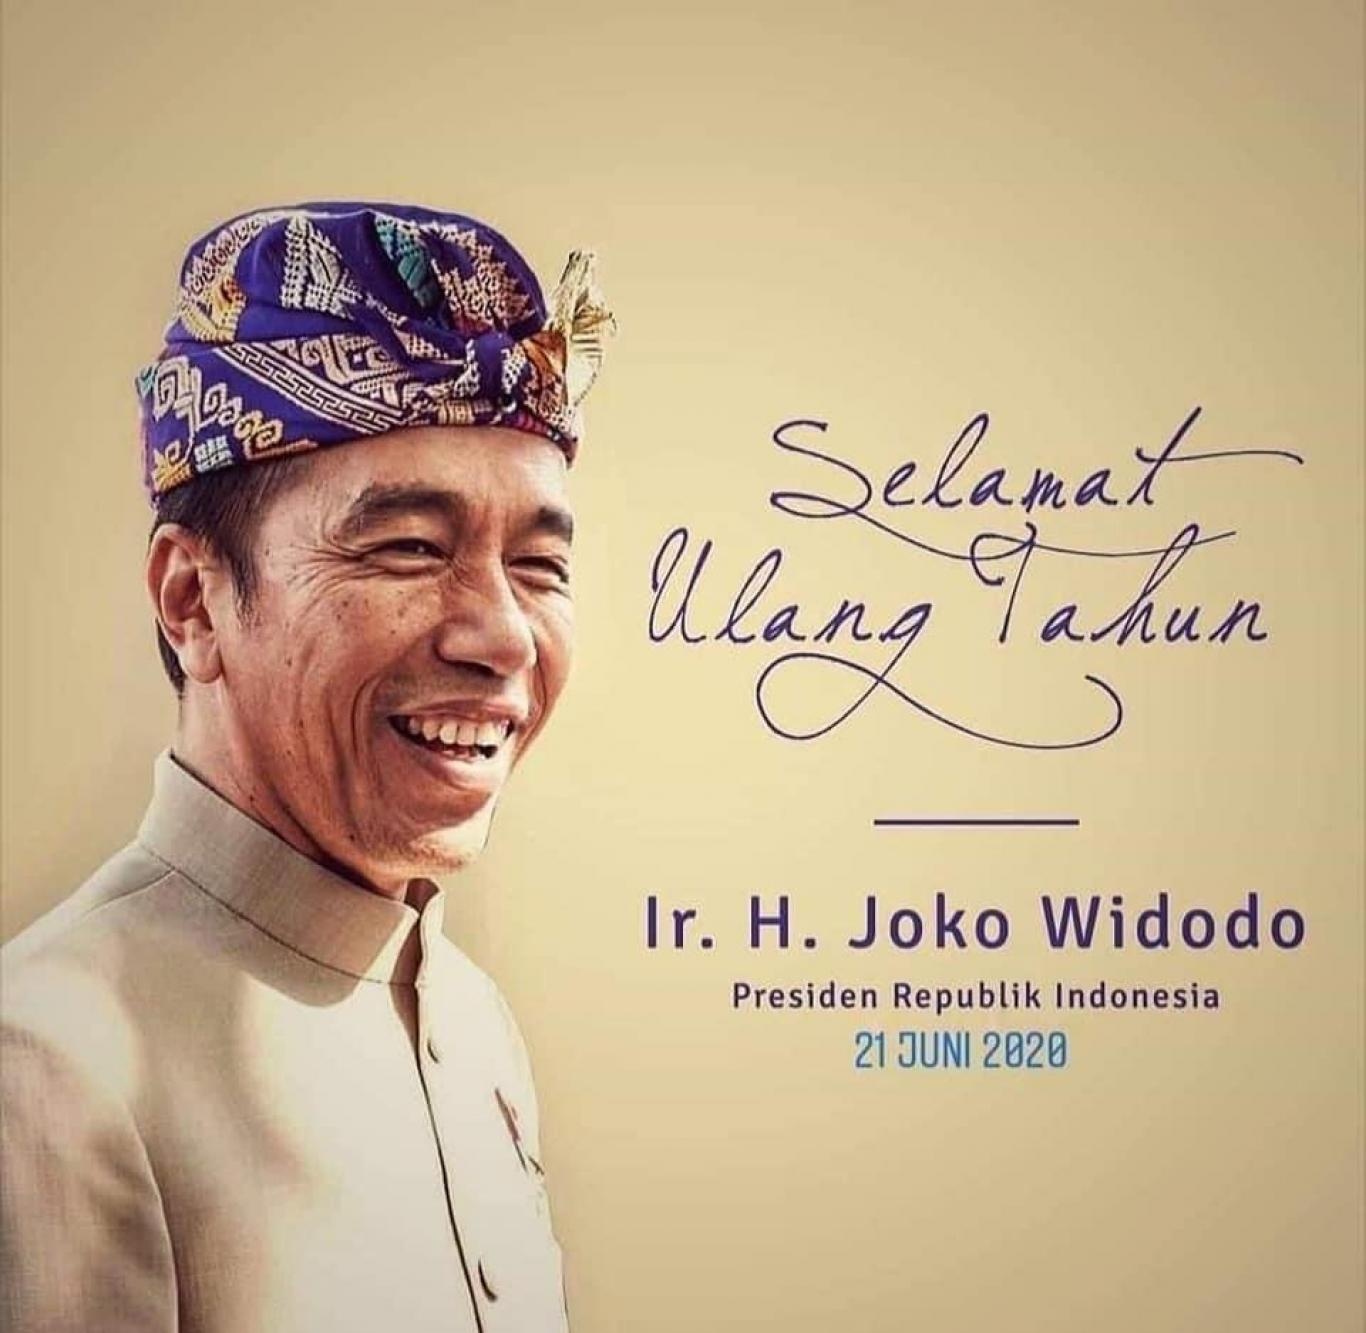 Selamat
Ulang Tahun
Ir. H. Joko Widodo
Presiden Republik Indonesia
21 JUNI 2020